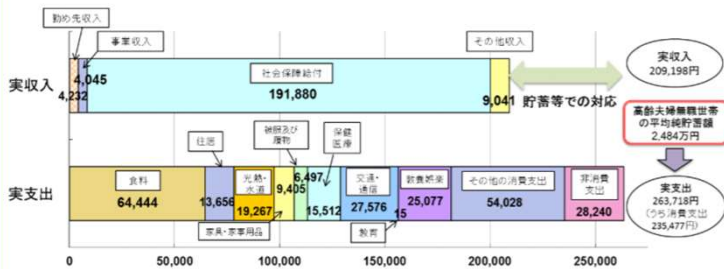 勤め先収入
事業収入
その他収入
実収入
4,232
4,045
社会保障給付
191,880
9,041
貯蓄等での対応
実収入
209,198円
高齢夫婦無職世帯
の平均純貯蓄額
2,484万円
住居
被服及び
履物
保健
医療
実支出
食料
64,444
13,656
光熱・
水道
19,267
9,405
6,497
15,512
交通・
通信
27,576
15
教養娯楽
25,077
その他の消費支出
54,028
非消費
支出
28,240
家具・家事用品
教育
実支出
263,718円
(うち消費支出
235,477円)
0
50,000
100,000
150,000
200,000
250,000